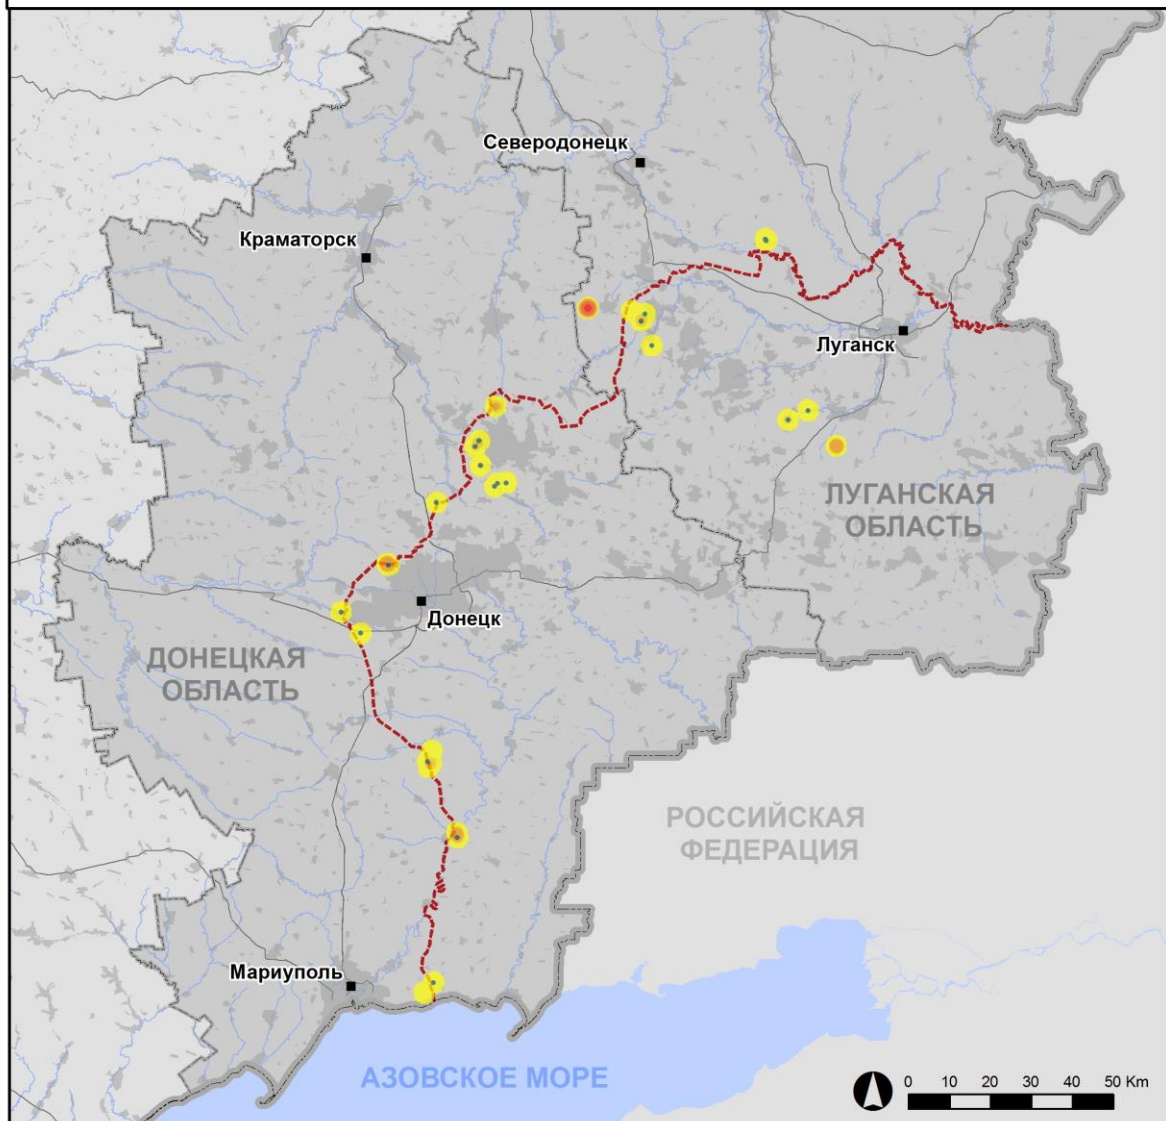 Северодонецк
Краматорск
Луганск
ЛУГАНСКАЯ
ОБЛАСТЬ
Донецк
ДОНЕЦКАЯ
ОБЛАСТЬ
РОССИЙСКАЯ
ФЕДЕРАЦИЯ
Мариуполь
АЗОВСКОЕ МОРЕ
0 10 20 30 40 50 Km